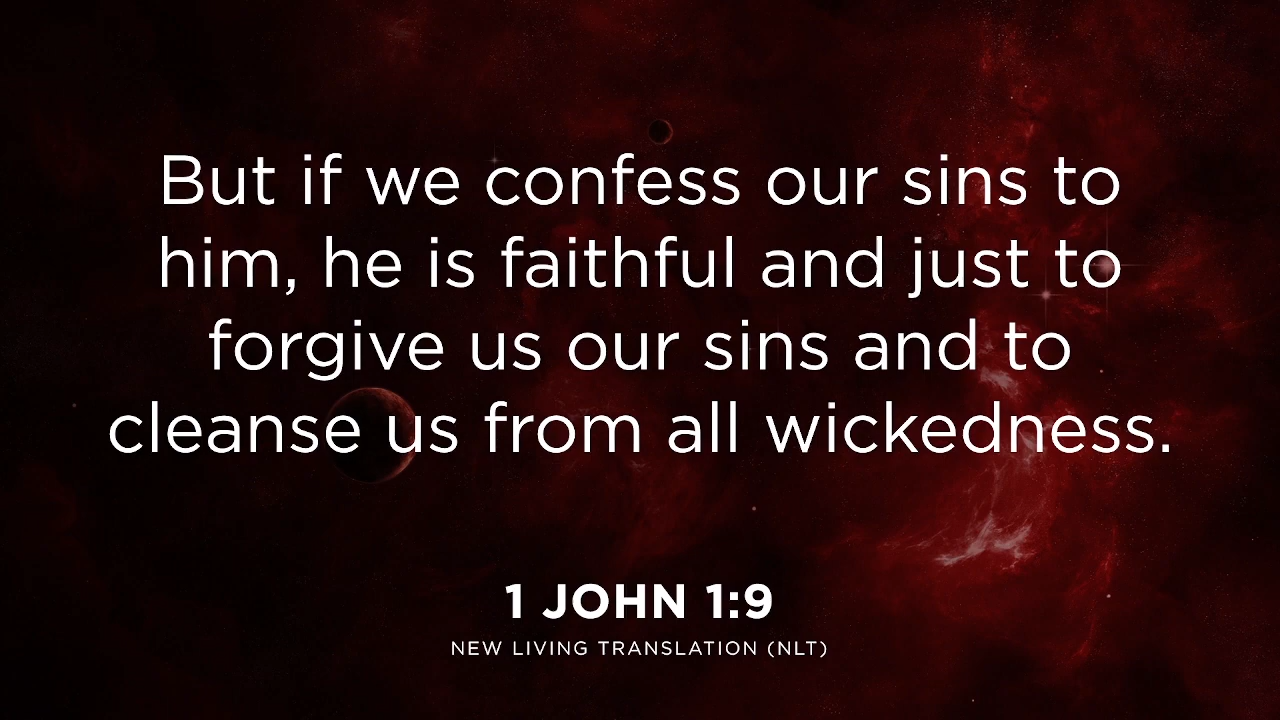 But if we confess our sins to
him, he is faithful and just to
forgive us our sins and to
cleanse us from all wickedness.
1 JOHN 1:9
NEW LIVING TRANSLATION (NLT)